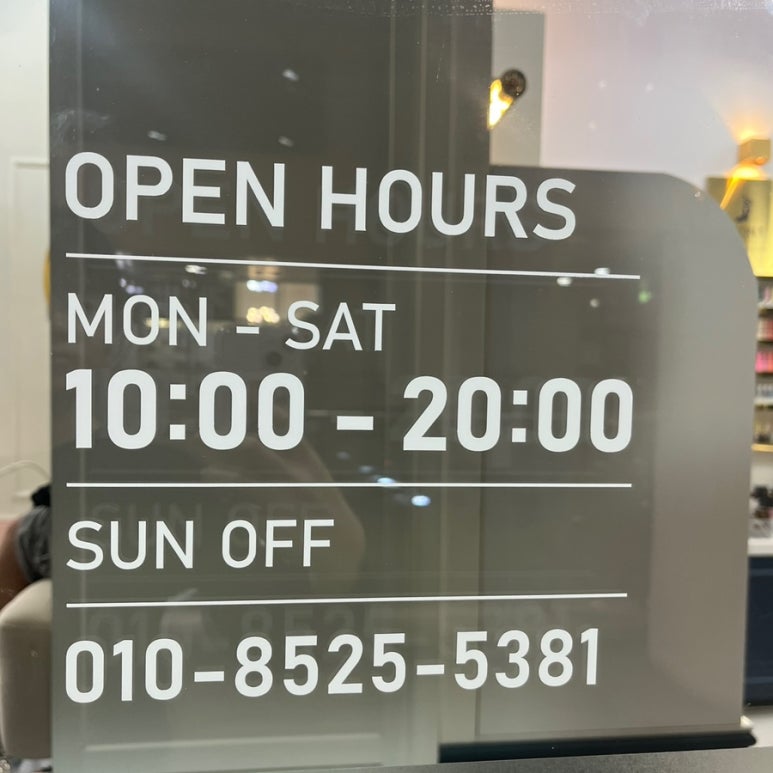 OPEN HOURS
MON - SAT
10:00 - 20:00
SUN OFF
010-8525-5381